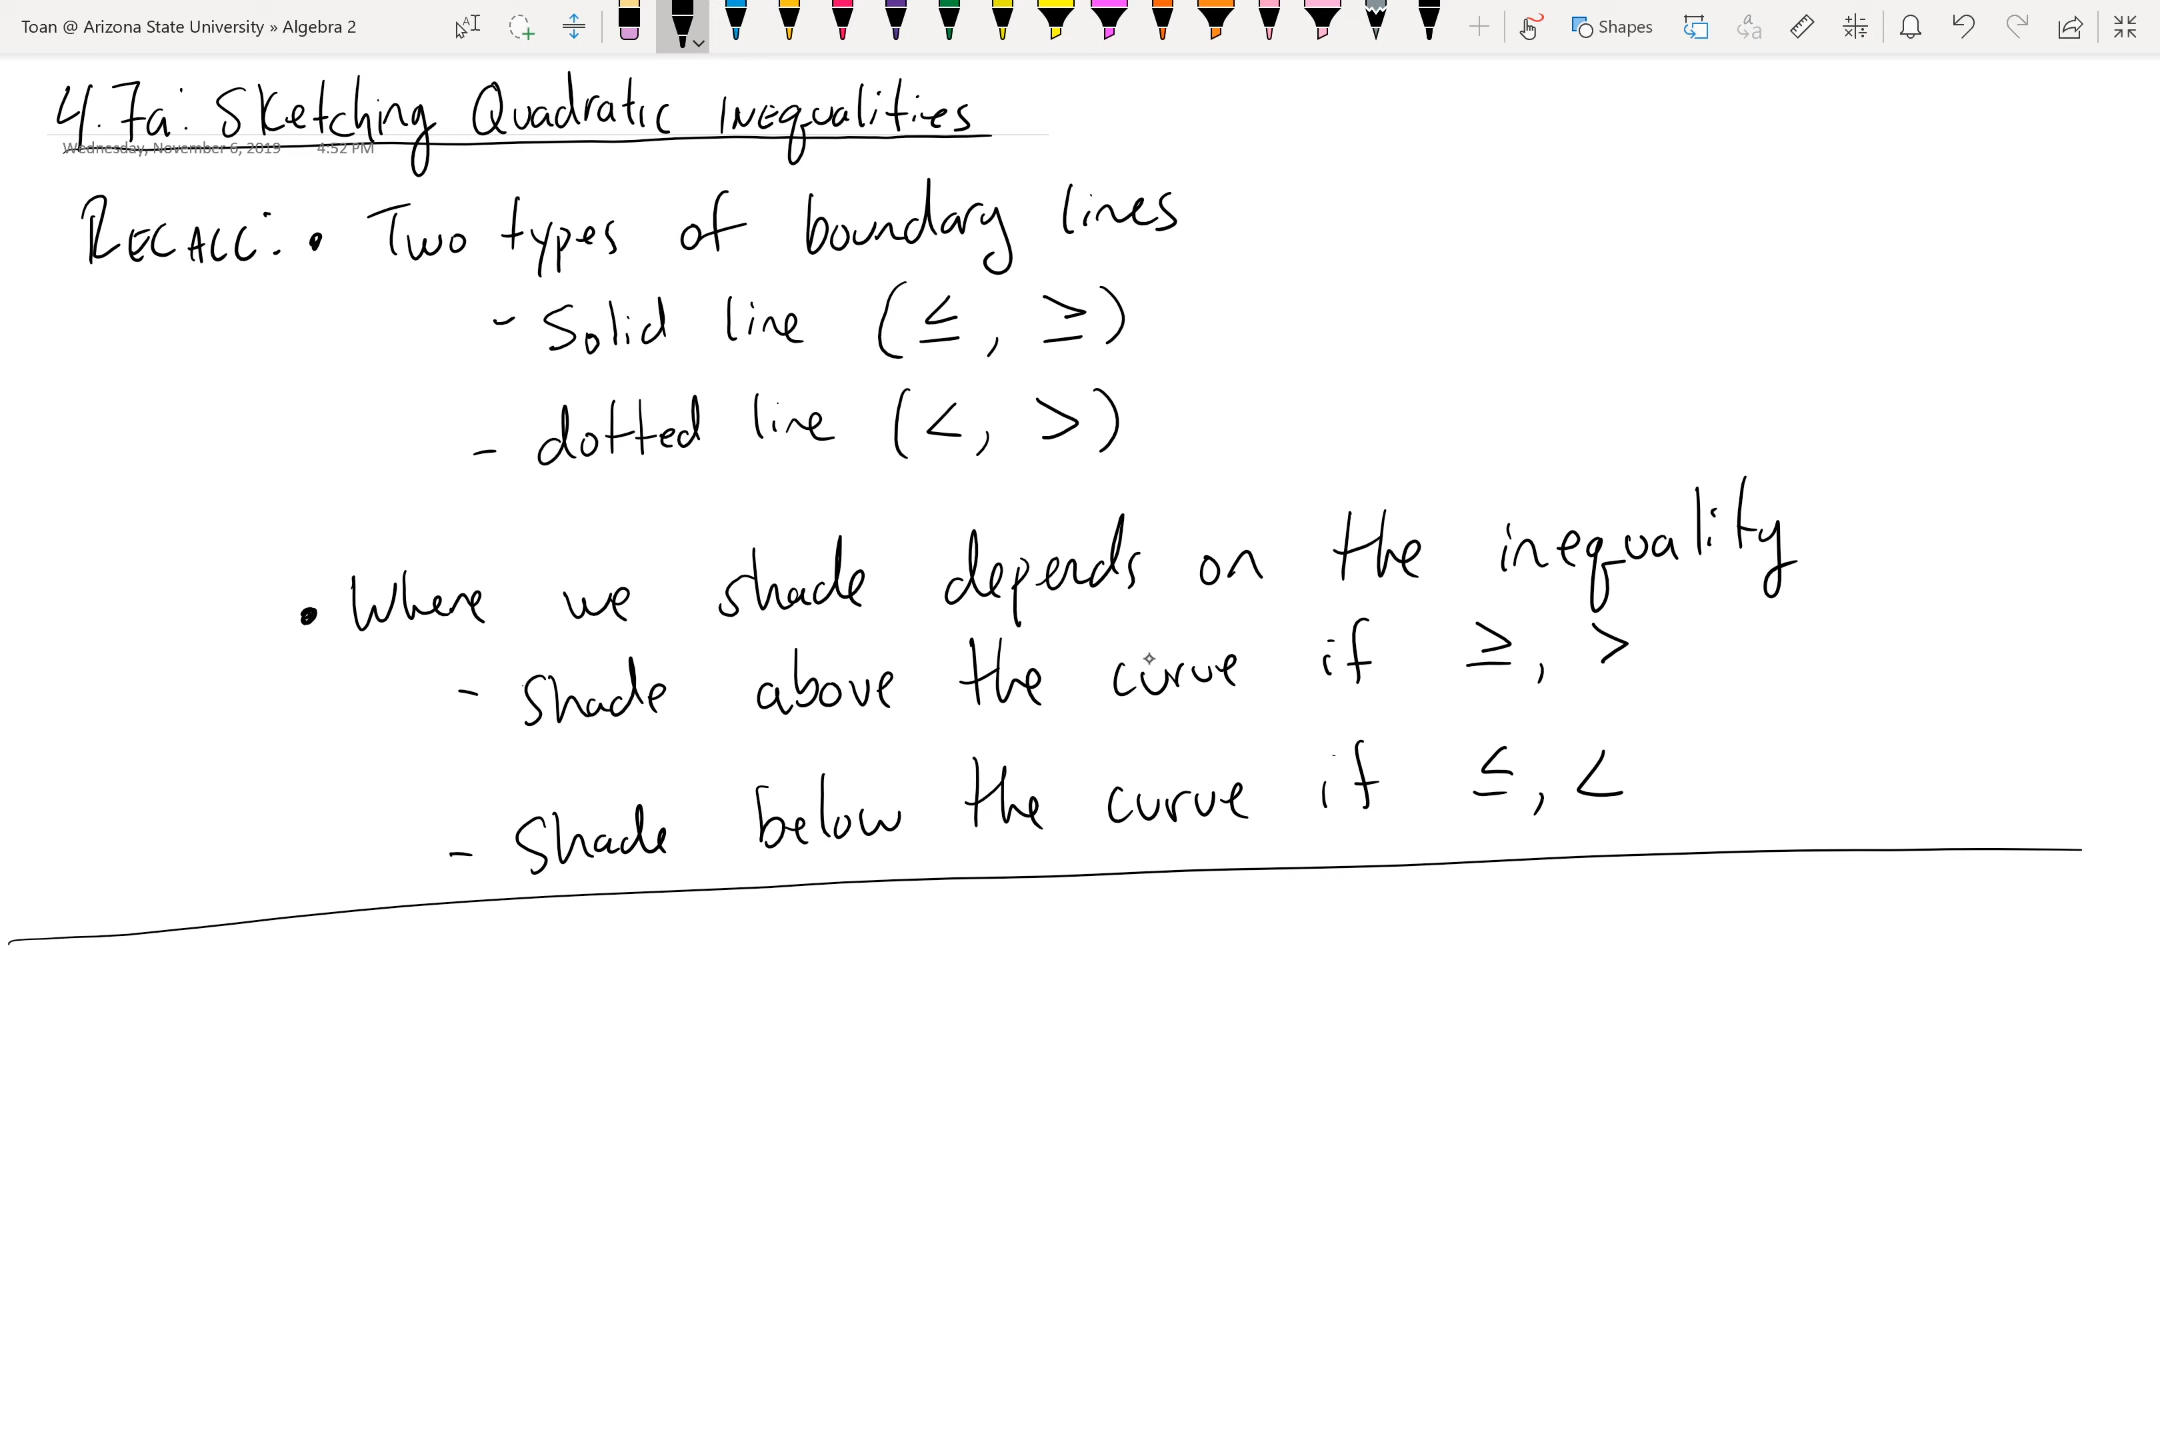 Toan @ Arizona State University » Algebra 2
Shapes
4.7a: Sketching Quadratic Inequalities
Wednesday, November 6, 2019 4:52 PM
RECALL: • Two types of boundary lines
- Solid line (≤, ≥)
- dotted line (<, >)
• Where we shade depends on the inequality
- Shade above the curve if ≥, >
- Shade below the curve if ≤, <